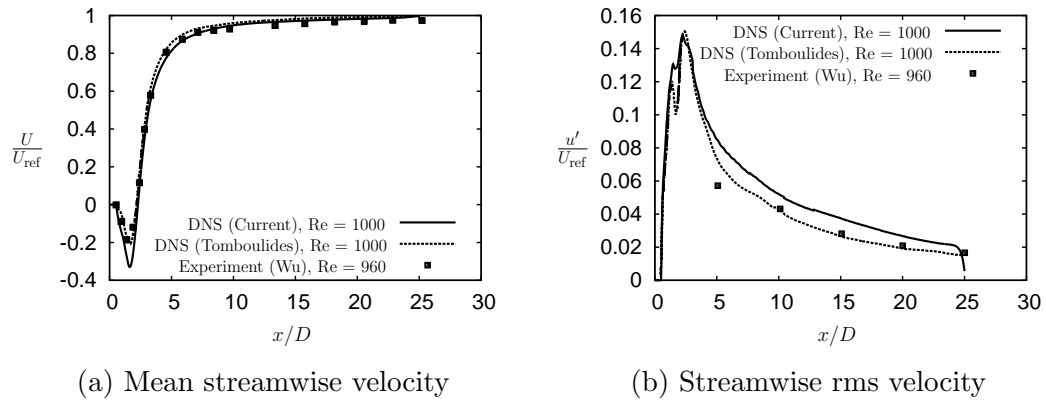 1
0.8
0.6
0.4
0.2
0
-0.2
-0.4
U
U_ref
DNS (Current), Re = 1000
DNS (Tomboulides), Re = 1000
Experiment (Wu), Re = 960
0 5 10 15 20 25 30
x/D
(a) Mean streamwise velocity
0.16
0.14
0.12
0.1
0.08
0.06
0.04
0.02
0
u′
U_ref
DNS (Current), Re = 1000
DNS (Tomboulides), Re = 1000
Experiment (Wu), Re = 960
0 5 10 15 20 25 30
x/D
(b) Streamwise rms velocity